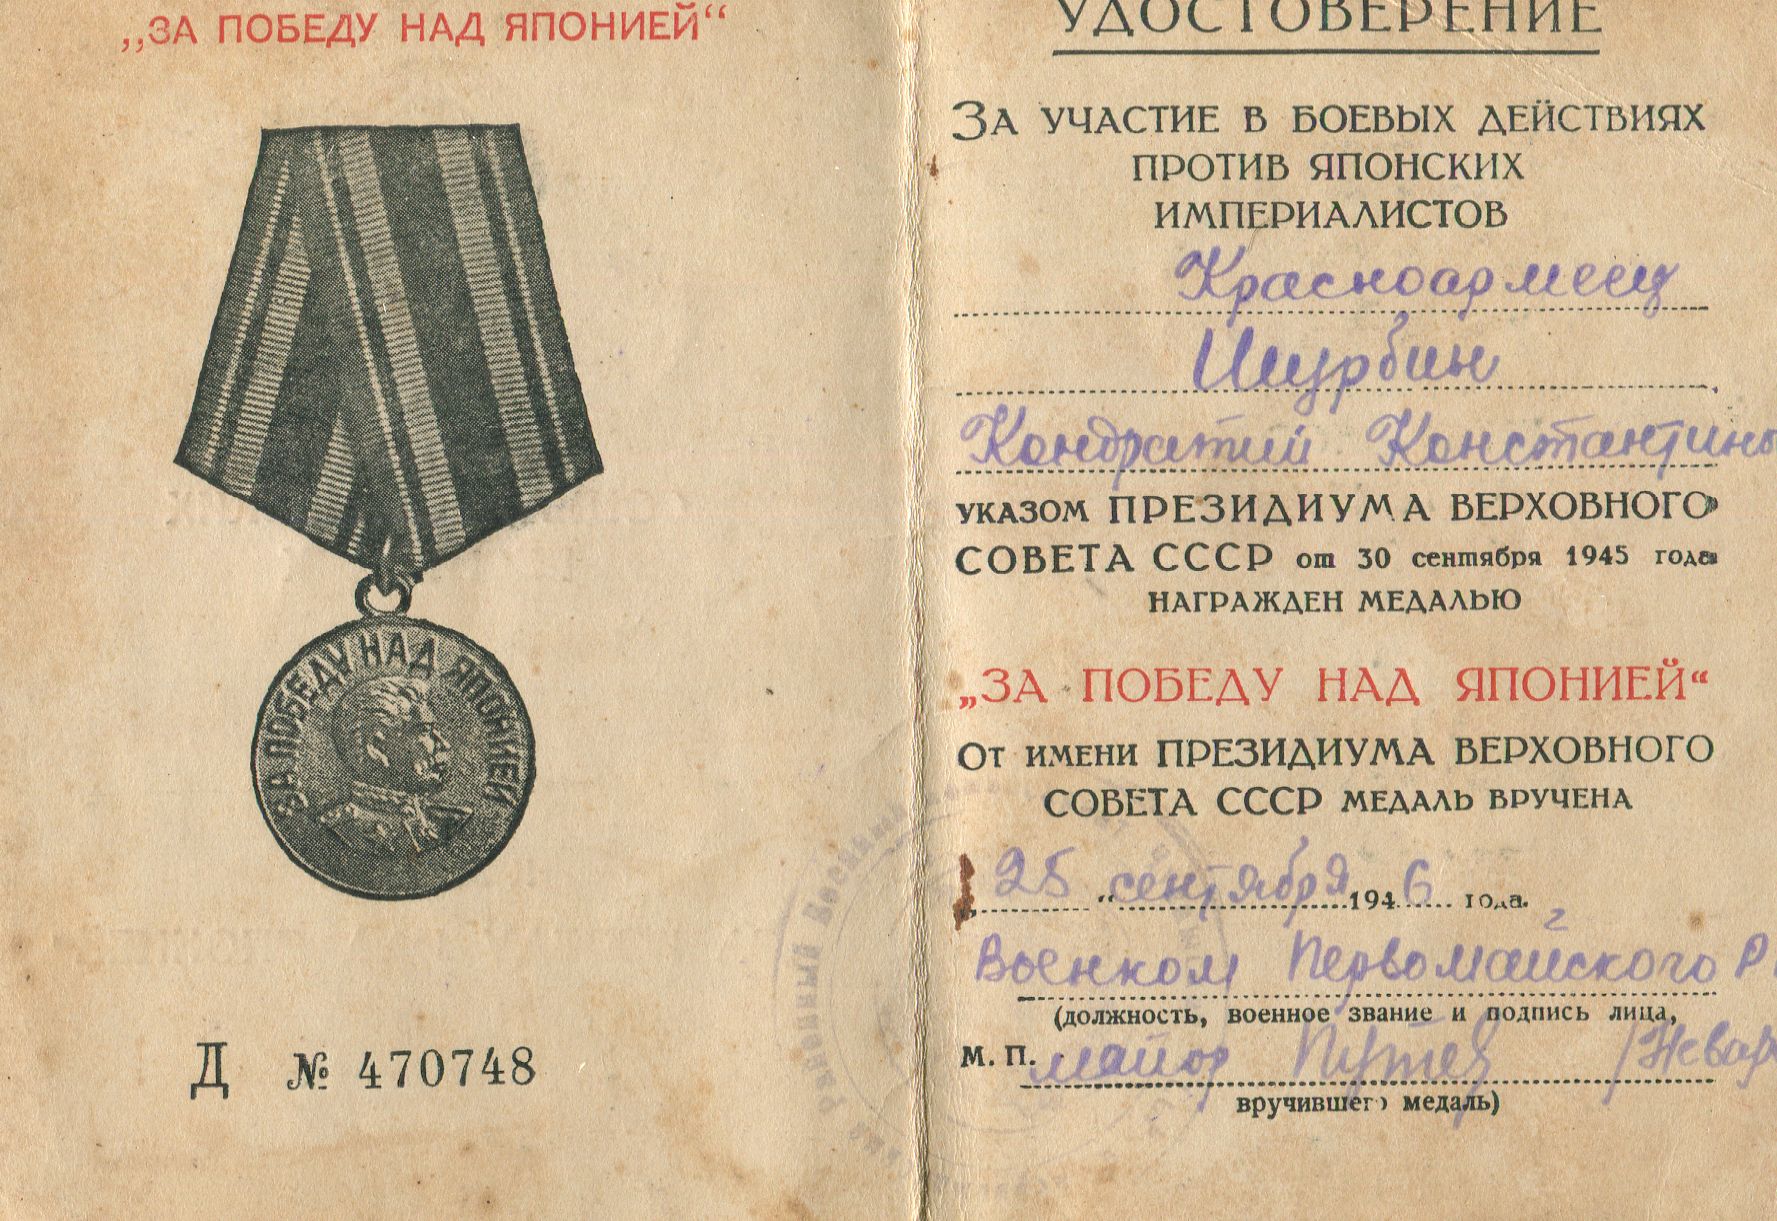 „ЗА ПОБЕДУ НАД ЯПОНИЕЙ“
ЗА ПОБЕДУ НАД ЯПОНИЕЙ
Д № 470748
УДОСТОВЕРЕНИЕ
ЗА УЧАСТИЕ В БОЕВЫХ ДЕЙСТВИЯХ
ПРОТИВ ЯПОНСКИХ
ИМПЕРИАЛИСТОВ
Красноармеец
Шурбин
Кондратий Константино
УКАЗОМ ПРЕЗИДИУМА ВЕРХОВНОГО
СОВЕТА СССР от 30 сентября 1945 года
НАГРАЖДЕН МЕДАЛЬЮ
„ЗА ПОБЕДУ НАД ЯПОНИЕЙ“
ОТ ИМЕНИ ПРЕЗИДИУМА ВЕРХОВНОГО
СОВЕТА СССР МЕДАЛЬ ВРУЧЕНА
„25“ сентября 1946 года.
Военком Первомайского Р
(должность, военное звание и подпись лица,
М. П. майор
вручившего медаль)
Районный Военный